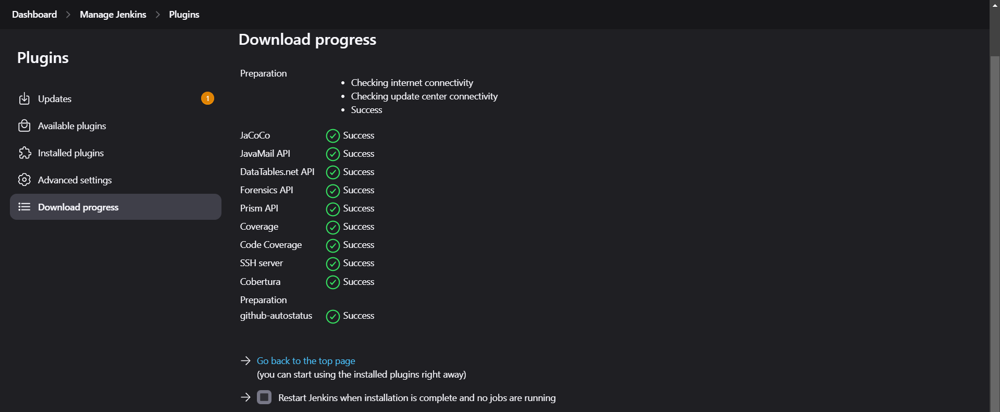 Dashboard > Manage Jenkins > Plugins
Plugins
Updates 1
Available plugins
Installed plugins
Advanced settings
Download progress
Download progress
Preparation
• Checking internet connectivity
• Checking update center connectivity
• Success
JaCoCo Success
JavaMail API Success
DataTables.net API Success
Forensics API Success
Prism API Success
Coverage Success
Code Coverage Success
SSH server Success
Cobertura Success
Preparation
github-autostatus Success
→ Go back to the top page
(you can start using the installed plugins right away)
→ Restart Jenkins when installation is complete and no jobs are running